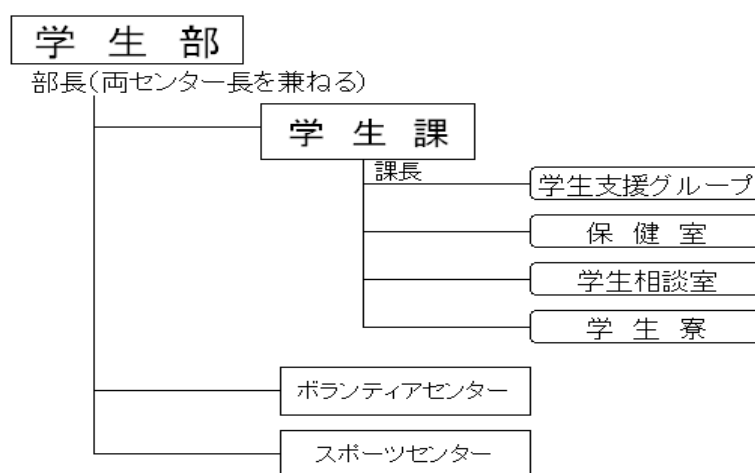 学 生 部
部長(両センター長を兼ねる)
学 生 課
課長
学生支援グループ
保 健 室
学生相談室
学 生 寮
ボランティアセンター
スポーツセンター